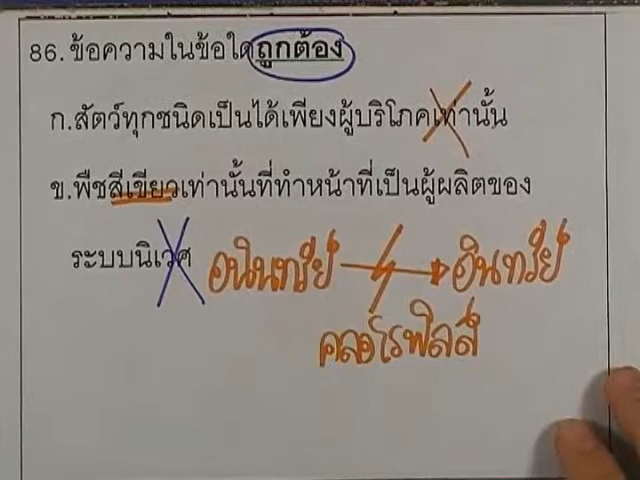 86. ข้อความในข้อใดถูกต้อง
ก.สัตว์ทุกชนิดเป็นได้เพียงผู้บริโภคเท่านั้น
ข.พืชสีเขียวเท่านั้นที่ทำหน้าที่เป็นผู้ผลิตของ
ระบบนิเวศ
อนินทรีย์ อินทรีย์
คลอโรฟิลล์